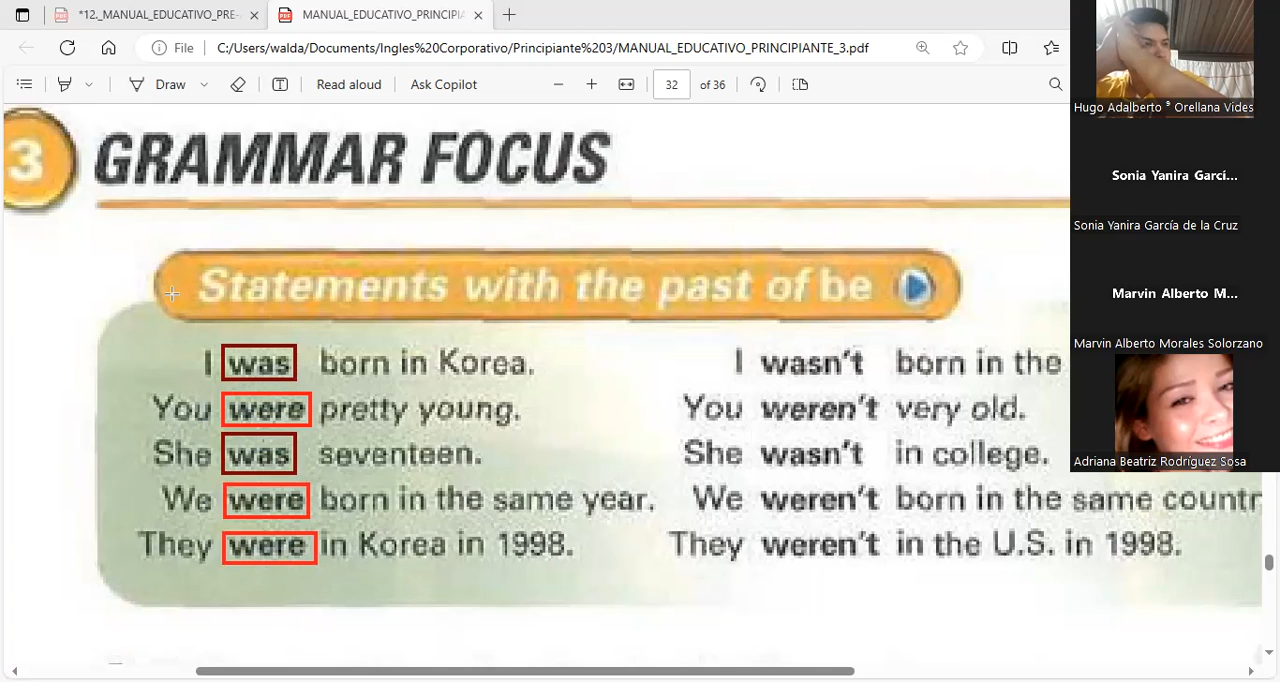 *12._MANUAL_EDUCATIVO_PRE-
MANUAL_EDUCATIVO_PRINCIPIA
File C:/Users/walda/Documents/Ingles%20Corporativo/Principiante%203/MANUAL_EDUCATIVO_PRINCIPIANTE_3.pdf
Draw Read aloud Ask Copilot 32 of 36
3 GRAMMAR FOCUS
Statements with the past of be
I was born in Korea. I wasn't born in the
You were pretty young. You weren't very old.
She was seventeen. She wasn't in college.
We were born in the same year. We weren't born in the same countr
They were in Korea in 1998. They weren't in the U.S. in 1998.
Hugo Adalberto ª Orellana Vides
Sonia Yanira Garcí...
Sonia Yanira García de la Cruz
Marvin Alberto M...
Marvin Alberto Morales Solorzano
Adriana Beatriz Rodríguez Sosa